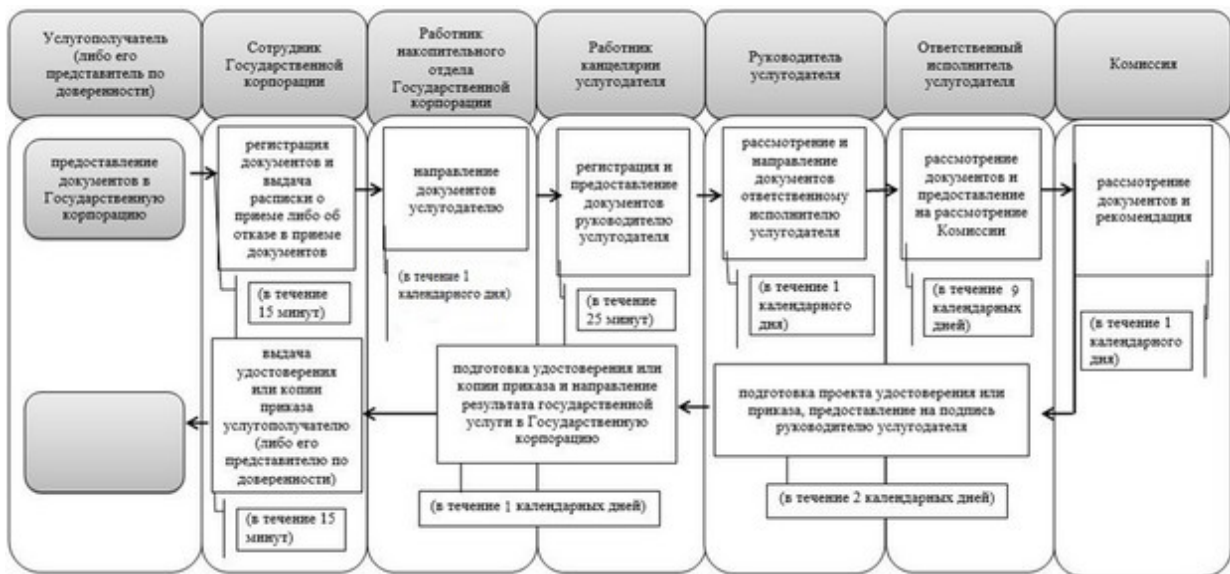 Услугополучатель
(либо его
представитель по
доверенности)
Сотрудник
Государственной
корпорации
Работник
накопительного
отдела
Государственной
корпорации
Работник
канцелярии
услугодателя
Руководитель
услугодателя
Ответственный
исполнитель
услугодателя
Комиссия
предоставление
документов в
Государственную
корпорацию
регистрация
документов и
выдача
расписки о
приеме либо об
отказе в приеме
документов
направление
документов
услугодателю
регистрация и
предоставление
документов
руководителю
услугодателя
рассмотрение и
направление
документов
ответственному
исполнителю
услугодателя
рассмотрение
документов и
предоставление
на рассмотрение
Комиссии
рассмотрение
документов и
рекомендация
(в течение
15 минут)
(в течение 1
календарного дня)
(в течение
25 минут)
(в течение 1
календарного
дня)
(в течение 9
календарных
дней)
(в течение 1
календарного
дня)
выдача
удостоверения
или копии
приказа
услугополучателю
(либо его
представителю по
доверенности)
подготовка удостоверения или
копии приказа и направление
результата государственной
услуги в Государственную
корпорацию
подготовка проекта удостоверения или
приказа, предоставление на подпись
руководителю услугодателя
(в течение 15
минут)
(в течение 1 календарных дней)
(в течение 2 календарных дней)